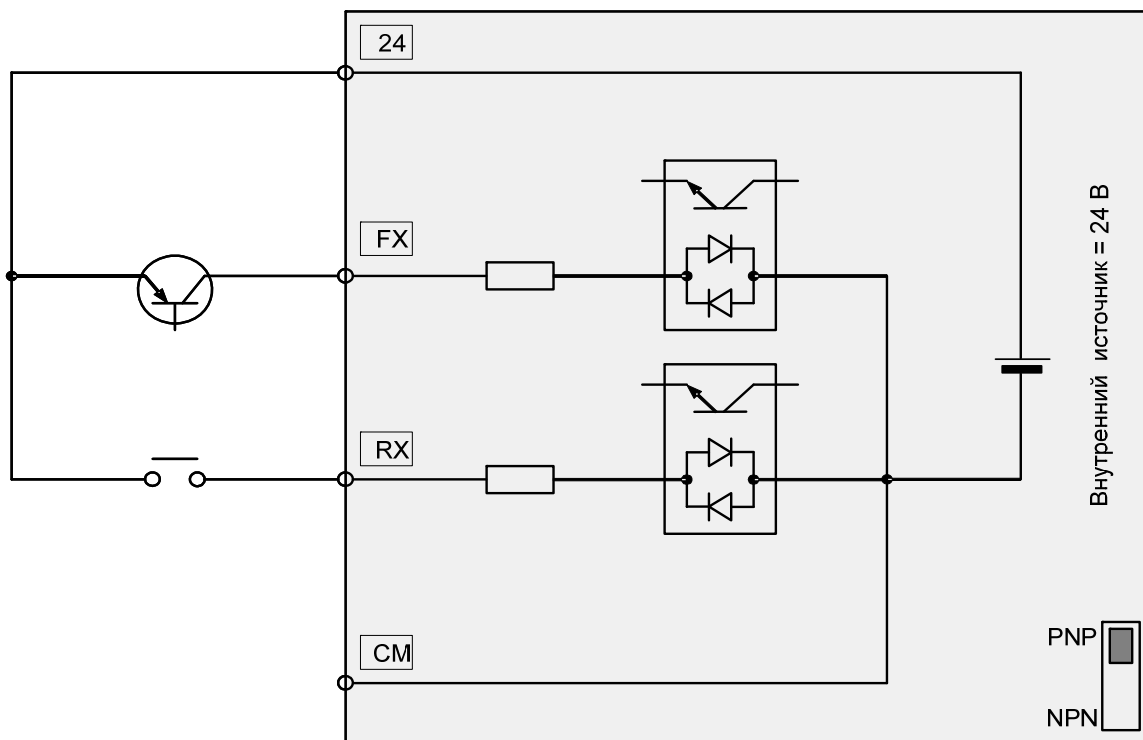 24
FX
RX
CM
Внутренний источник = 24 В
PNP
NPN